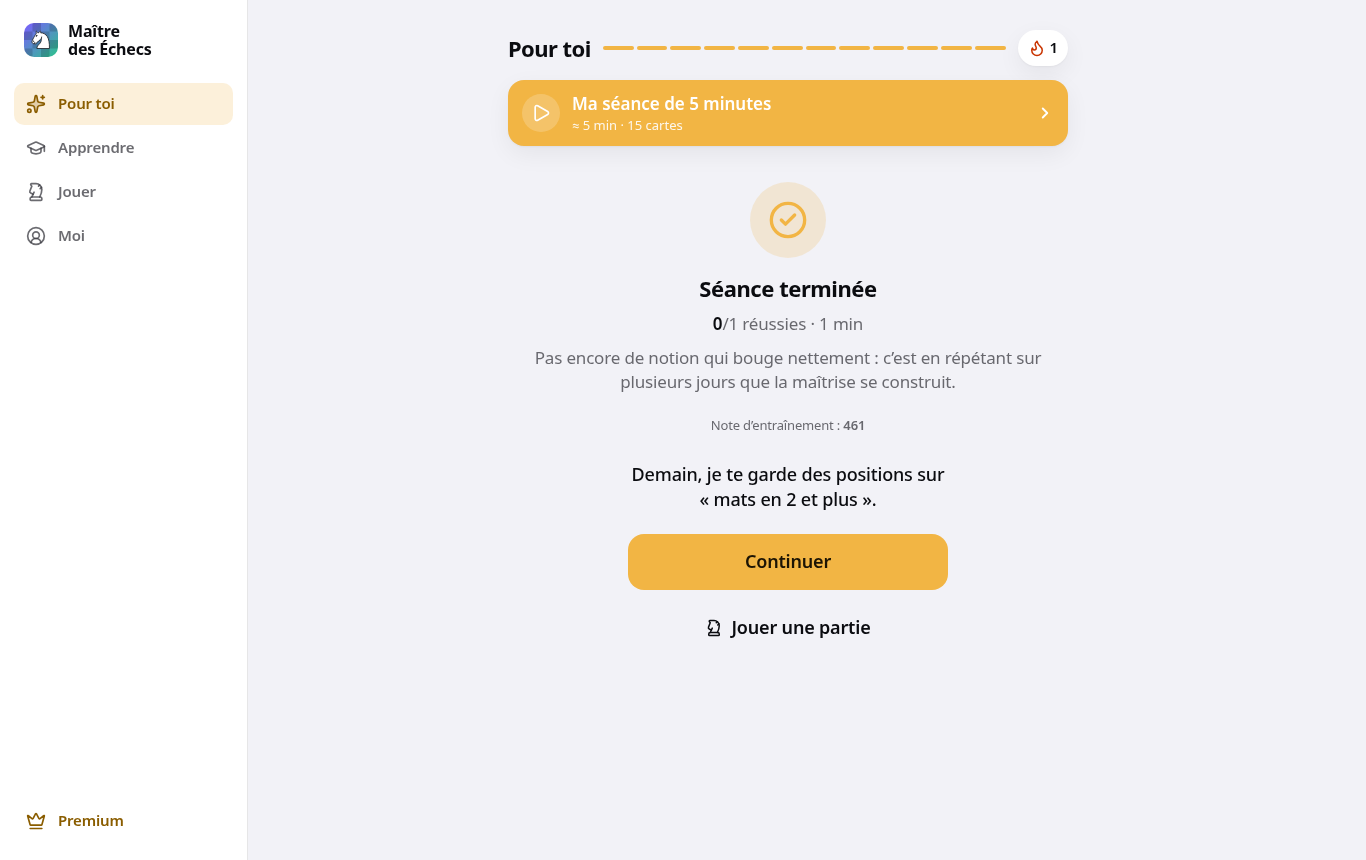 Maître
des Échecs
Pour toi
Apprendre
Jouer
Moi
Premium
Pour toi
1
Ma séance de 5 minutes
≈ 5 min · 15 cartes
Séance terminée
0/1 réussies · 1 min
Pas encore de notion qui bouge nettement : c’est en répétant sur
plusieurs jours que la maîtrise se construit.
Note d’entraînement : 461
Demain, je te garde des positions sur
« mats en 2 et plus ».
Continuer
Jouer une partie